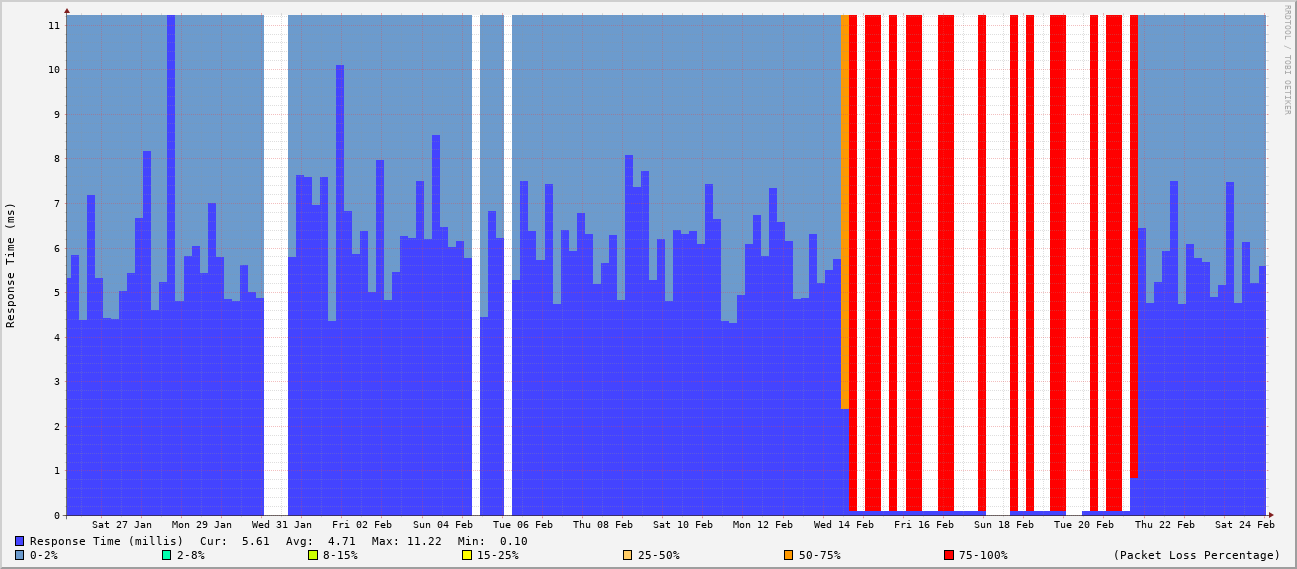 RRDTOOL / TOBI OETIKER
Response Time (ms)
11
10
9
8
7
6
5
4
3
2
1
0
Sat 27 Jan Mon 29 Jan Wed 31 Jan Fri 02 Feb Sun 04 Feb Tue 06 Feb Thu 08 Feb Sat 10 Feb Mon 12 Feb Wed 14 Feb Fri 16 Feb Sun 18 Feb Tue 20 Feb Thu 22 Feb Sat 24 Feb
Response Time (millis) Cur: 5.61 Avg: 4.71 Max: 11.22 Min: 0.10
0-2% 2-8% 8-15% 15-25% 25-50% 50-75% 75-100% (Packet Loss Percentage)